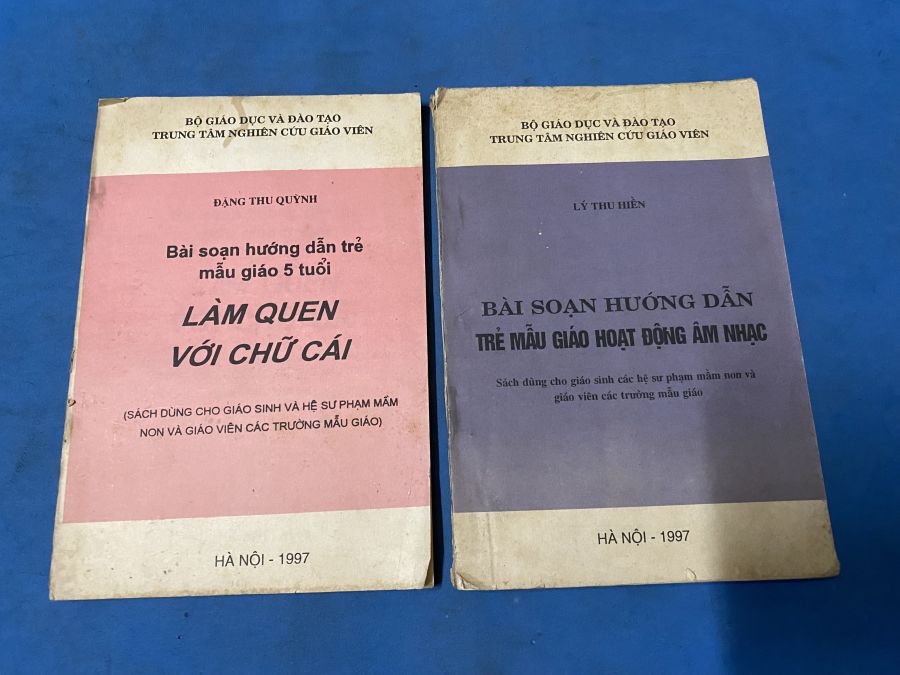 BỘ GIÁO DỤC VÀ ĐÀO TẠO
TRUNG TÂM NGHIÊN CỨU GIÁO VIÊN
ĐẶNG THU QUỲNH
Bài soạn hướng dẫn trẻ
mẫu giáo 5 tuổi
LÀM QUEN
VỚI CHỮ CÁI
(SÁCH DÙNG CHO GIÁO SINH VÀ HỆ SƯ PHẠM MẦM
NON VÀ GIÁO VIÊN CÁC TRƯỜNG MẪU GIÁO)
HÀ NỘI - 1997
BỘ GIÁO DỤC VÀ ĐÀO TẠO
TRUNG TÂM NGHIÊN CỨU GIÁO VIÊN
LÝ THU HIỀN
BÀI SOẠN HƯỚNG DẪN
TRẺ MẪU GIÁO HOẠT ĐỘNG ÂM NHẠC
Sách dùng cho giáo sinh các hệ sư phạm mầm non và
giáo viên các trường mẫu giáo
HÀ NỘI - 1997